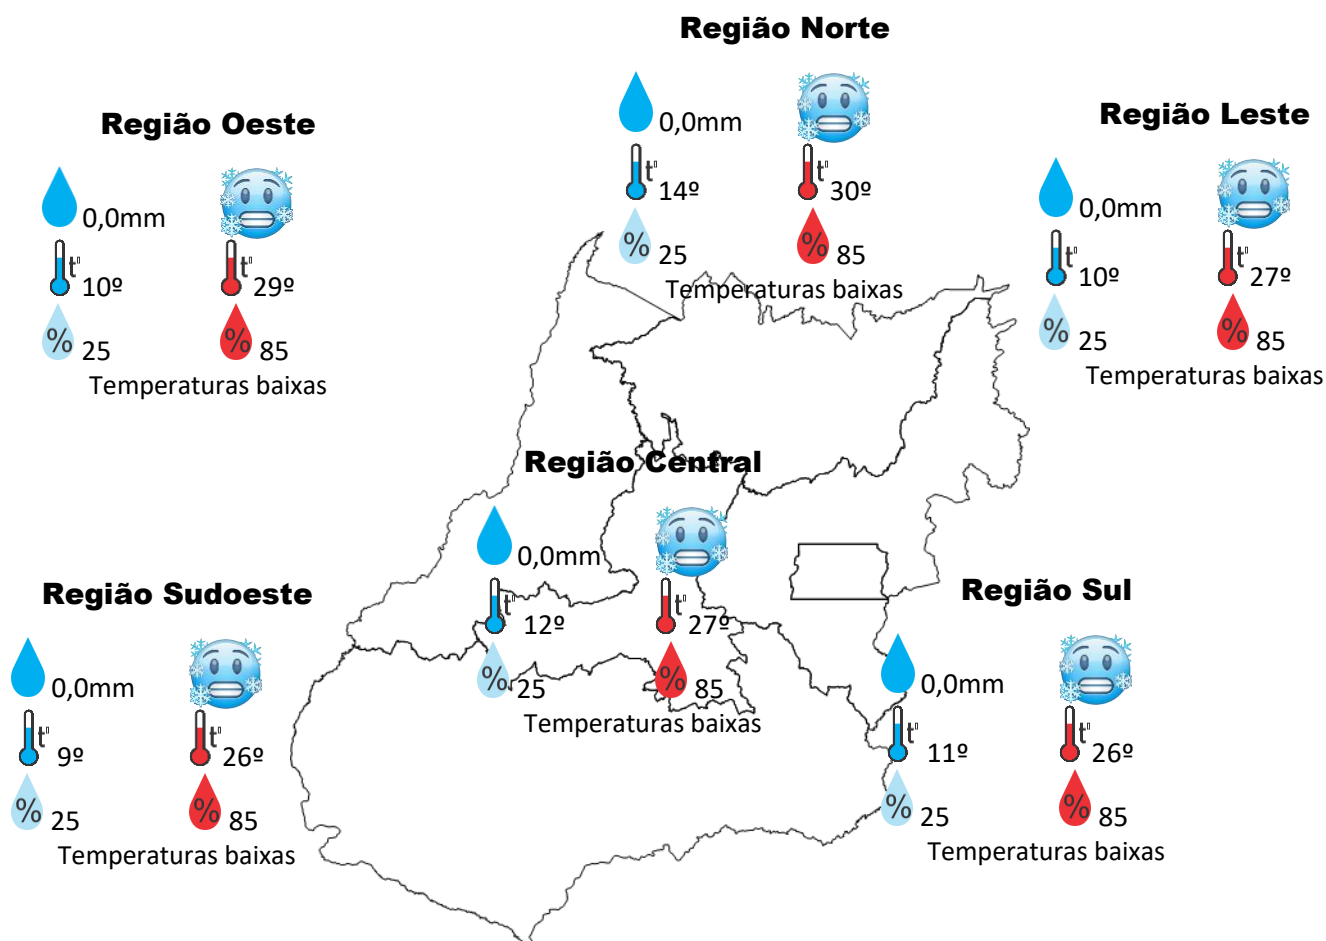 Região Norte
0,0mm
t° 14º
t° 30º
% 25
% 85
Temperaturas baixas
Região Oeste
0,0mm
t° 10º
t° 29º
% 25
% 85
Temperaturas baixas
Região Leste
0,0mm
t° 10º
t° 27º
% 25
% 85
Temperaturas baixas
Região Central
0,0mm
t° 12º
t° 27º
% 25
% 85
Temperaturas baixas
Região Sudoeste
0,0mm
t° 9º
t° 26º
% 25
% 85
Temperaturas baixas
Região Sul
0,0mm
t° 11º
t° 26º
% 25
% 85
Temperaturas baixas